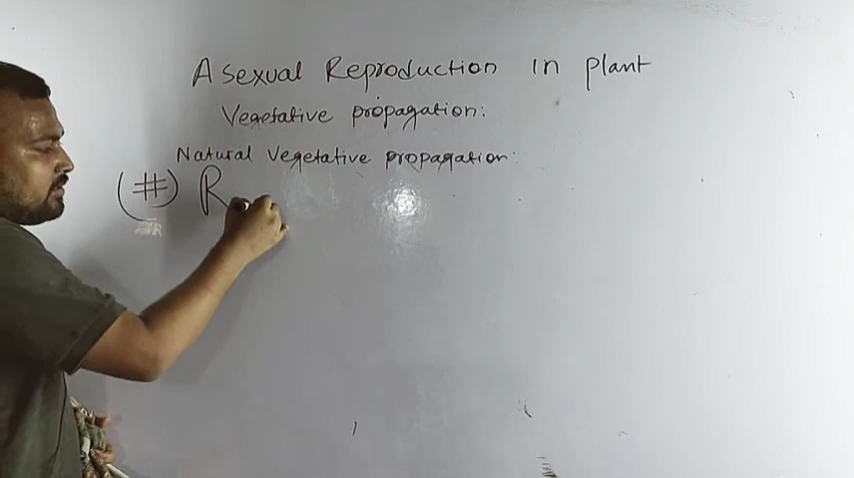 Asexual Reproduction in plant
Vegetative propagation:
Natural Vegetative propagation:
(#) R